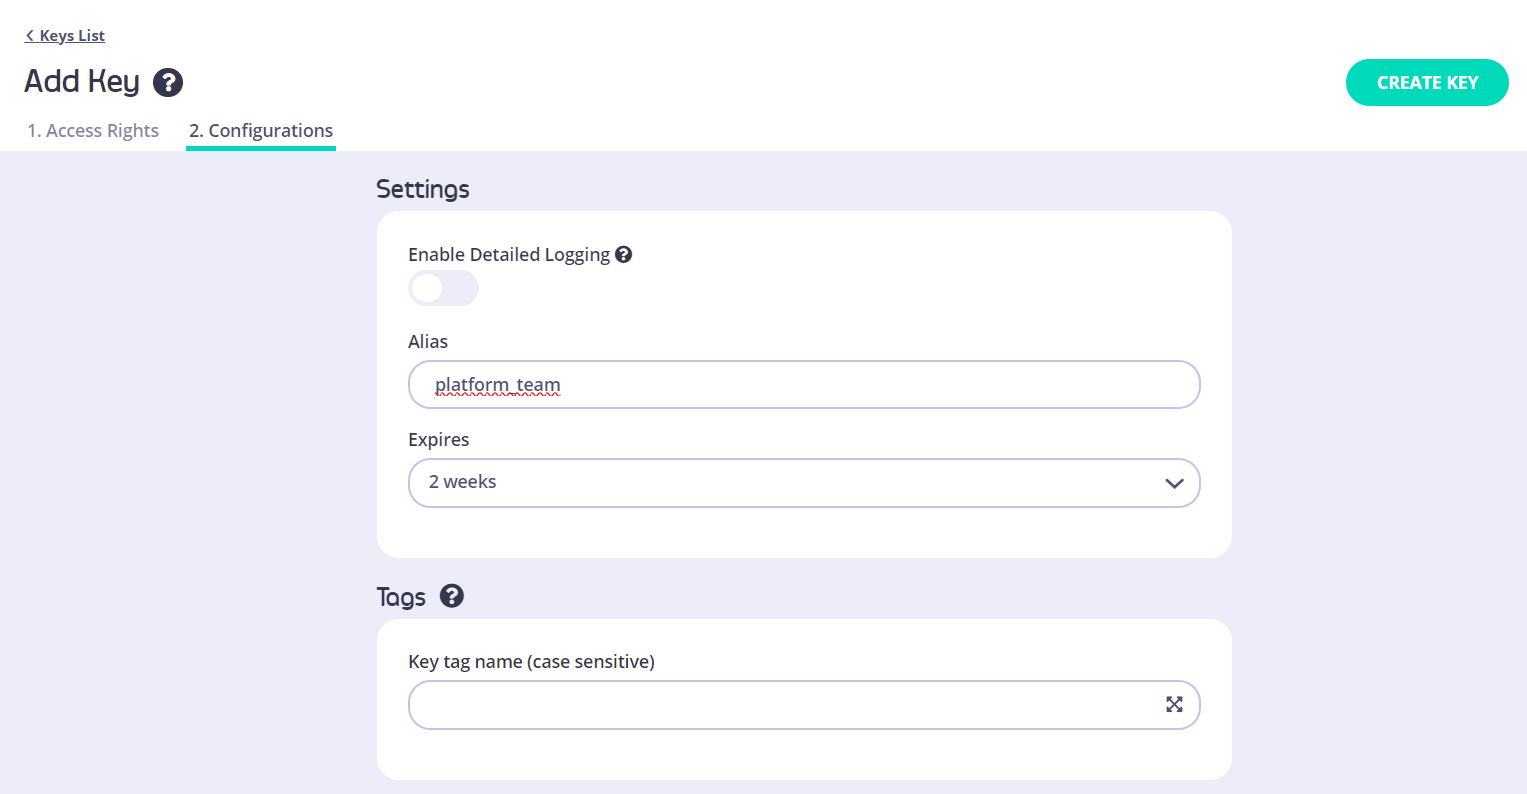 Keys List
Add Key
CREATE KEY
1. Access Rights
2. Configurations
Settings
Enable Detailed Logging
Alias
platform_team
Expires
2 weeks
Tags
Key tag name (case sensitive)